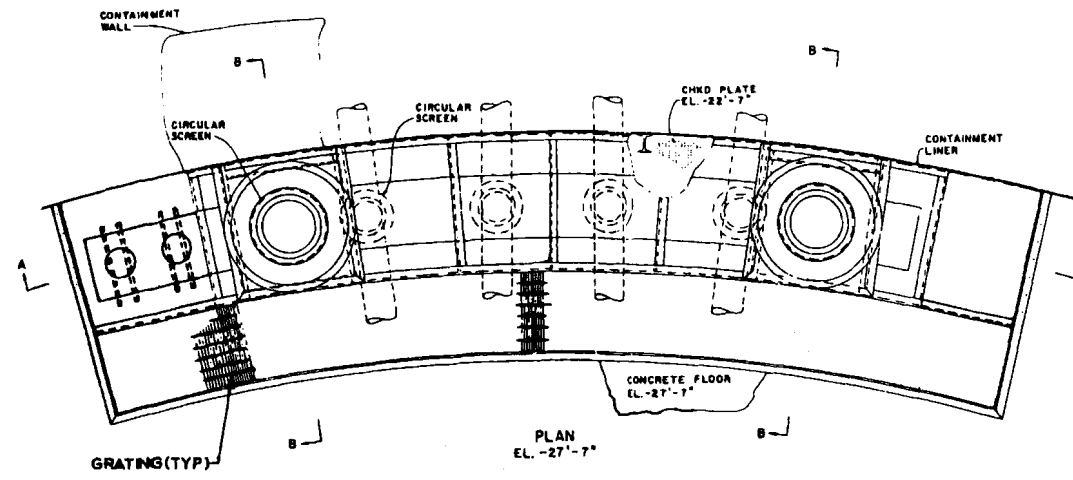 CONTAINMENT
WALL
B
B
CIRCULAR
SCREEN
CHKD PLATE
EL.-22'-7"
CIRCULAR
SCREEN
CONTAINMENT
LINER
A
CONCRETE FLOOR
EL.-27'-7"
B
PLAN
EL. -27'-7"
B
GRATING(TYP)